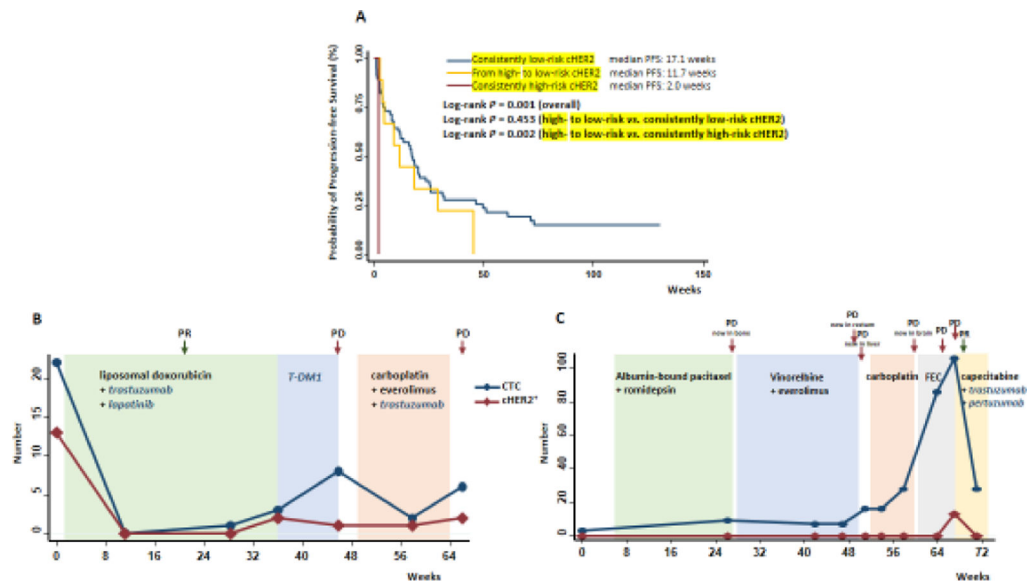 A
Consistently low-risk cHER2 median PFS: 17.1 weeks
From high- to low-risk cHER2 median PFS: 11.7 weeks
Consistently high-risk cHER2 median PFS: 2.0 weeks
Log-rank P = 0.001 (overall)
Log-rank P = 0.453 (high- to low-risk vs. consistently low-risk cHER2)
Log-rank P = 0.002 (high- to low-risk vs. consistently high-risk cHER2)
Probability of Progression-free Survival (%)
1.00
0.75
0.50
0.25
0.00
0 50 100 150
Weeks
B
PR PD PD
liposomal doxorubicin
+ trastuzumab
+ lapatinib
T-DM1
carboplatin
+ everolimus
+ trastuzumab
CTC
cHER2+
Number
20
15
10
5
0
0 8 16 24 32 40 48 56 64
Weeks
C
PD
new in bone
PD
PD
PD
new in brain
PD
PD
PR
Albumin-bound paclitaxel
+ romidepsin
Vinorelbine
+ everolimus
carboplatin
FEC
capecitabine
+ trastuzumab
+ pertuzumab
Number
100
80
60
40
20
0
0 8 16 24 32 40 48 56 64 72
Weeks